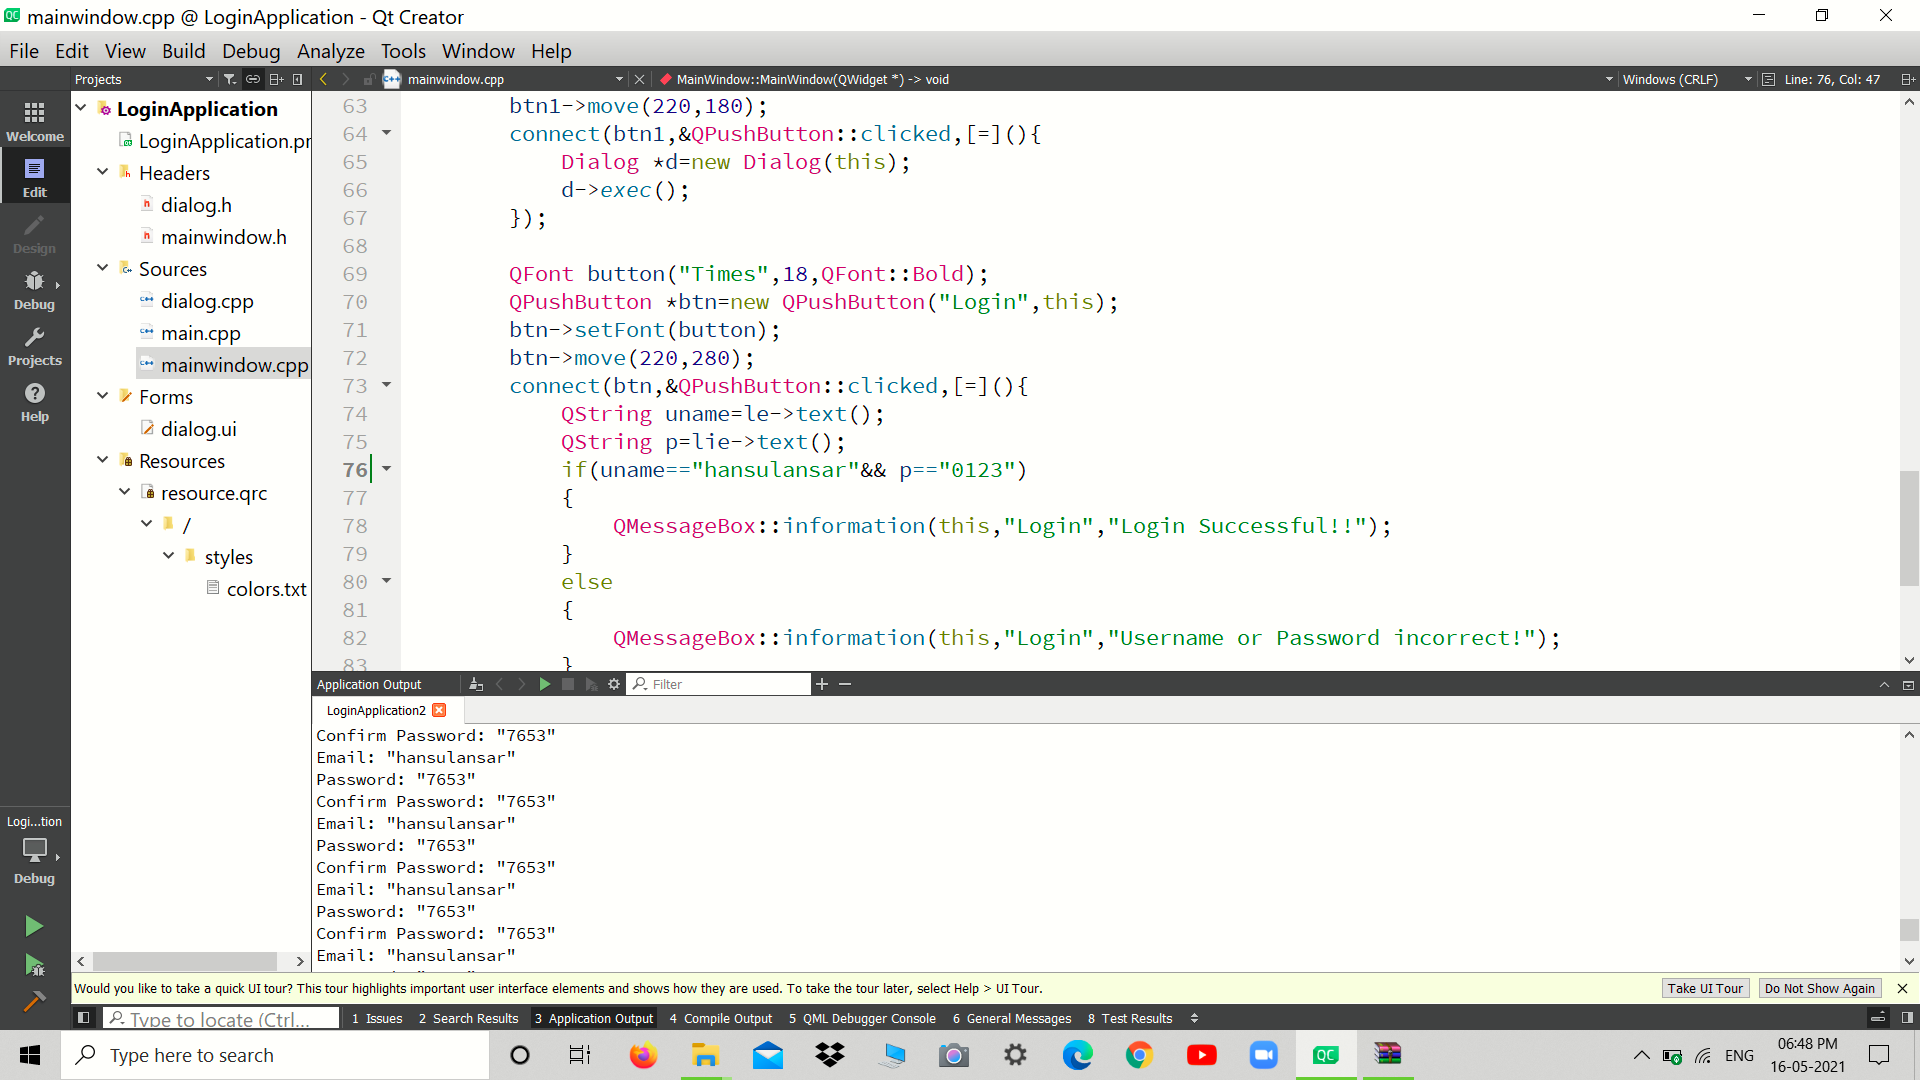 mainwindow.cpp @ LoginApplication - Qt Creator
File Edit View Build Debug Analyze Tools Window Help
Projects
mainwindow.cpp
MainWindow::MainWindow(QWidget *) -> void
Windows (CRLF)
Line: 76, Col: 47
Welcome
Edit
Design
Debug
Projects
Help
LoginApplication
LoginApplication.pr
Headers
dialog.h
mainwindow.h
Sources
dialog.cpp
main.cpp
mainwindow.cpp
Forms
dialog.ui
Resources
resource.qrc
/
styles
colors.txt
63 btn1->move(220,180);
64 connect(btn1,&QPushButton::clicked,[=](){
65 Dialog *d=new Dialog(this);
66 d->exec();
67 });
68
69 QFont button("Times",18,QFont::Bold);
70 QPushButton *btn=new QPushButton("Login",this);
71 btn->setFont(button);
72 btn->move(220,280);
73 connect(btn,&QPushButton::clicked,[=](){
74 QString uname=le->text();
75 QString p=lie->text();
76 if(uname=="hansulansar"&& p=="0123")
77 {
78 QMessageBox::information(this,"Login","Login Successful!!");
79 }
80 else
81 {
82 QMessageBox::information(this,"Login","Username or Password incorrect!");
83 }
Application Output
Filter
LoginApplication2
Confirm Password: "7653"
Email: "hansulansar"
Password: "7653"
Confirm Password: "7653"
Email: "hansulansar"
Password: "7653"
Confirm Password: "7653"
Email: "hansulansar"
Password: "7653"
Confirm Password: "7653"
Email: "hansulansar"
Logi...tion
Debug
Would you like to take a quick UI tour? This tour highlights important user interface elements and shows how they are used. To take the tour later, select Help > UI Tour.
Take UI Tour
Do Not Show Again
Type to locate (Ctrl...
1 Issues 2 Search Results 3 Application Output 4 Compile Output 5 QML Debugger Console 6 General Messages 8 Test Results
Type here to search
QC
ENG
06:48 PM
16-05-2021